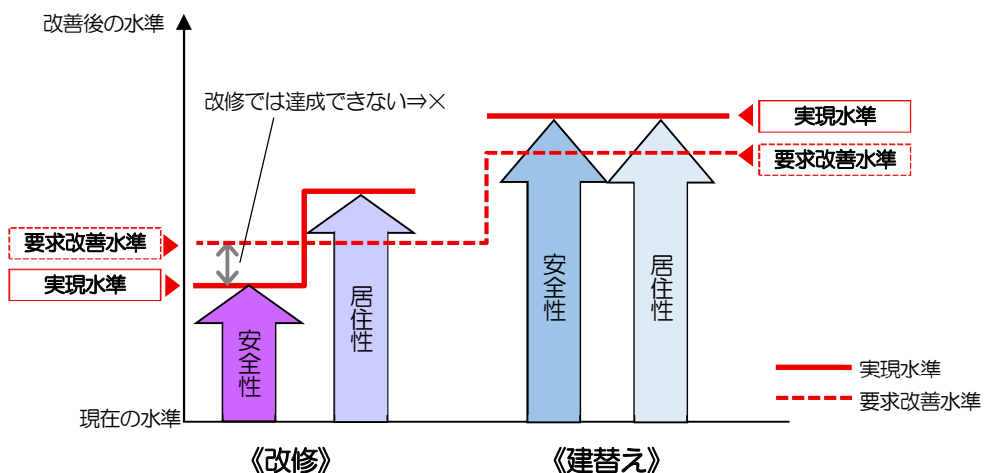 改善後の水準
改修では達成できない⇒×
実現水準
要求改善水準
要求改善水準
実現水準
安全性
居住性
安全性
居住性
実現水準
要求改善水準
現在の水準
《改修》
《建替え》